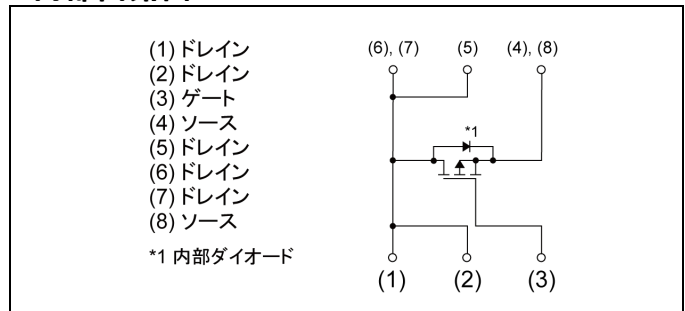 (1) ドレイン
(2) ドレイン
(3) ゲート
(4) ソース
(5) ドレイン
(6) ドレイン
(7) ドレイン
(8) ソース
*1 内部ダイオード
(6), (7) (5) (4), (8)
*1
(1) (2) (3)